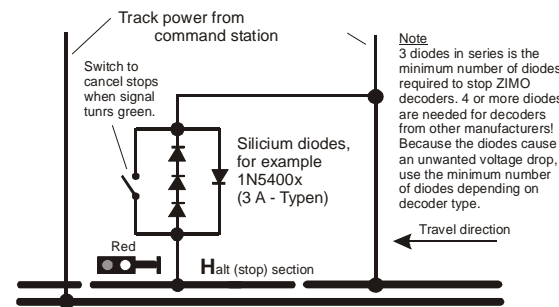 Track power from
command station
Switch to
cancel stops
when signal
tunrs green.
Silicium diodes,
for example
1N5400x
(3 A - Typen)
Note
3 diodes in series is the
minimum number of diodes
required to stop ZIMO
decoders. 4 or more diodes
are needed for decoders
from other manufacturers!
Because the diodes cause
an unwanted voltage drop,
use the minimum number
of diodes depending on
decoder type.
Travel direction
Red
Halt (stop) section